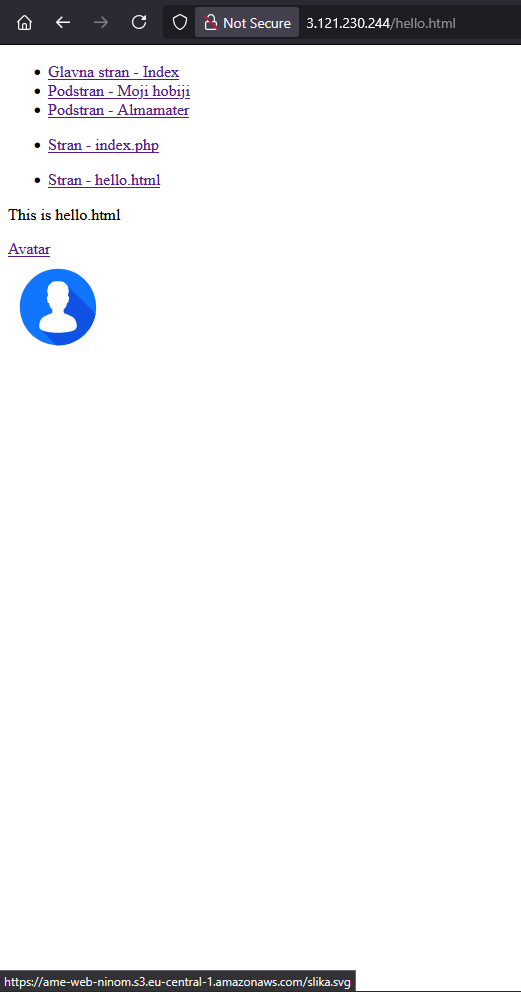 Not Secure 3.121.230.244/hello.html
Glavna stran - Index
Podstran - Moji hobiji
Podstran - Almamater
Stran - index.php
Stran - hello.html
This is hello.html
Avatar
https://ame-web-ninom.s3.eu-central-1.amazonaws.com/slika.svg